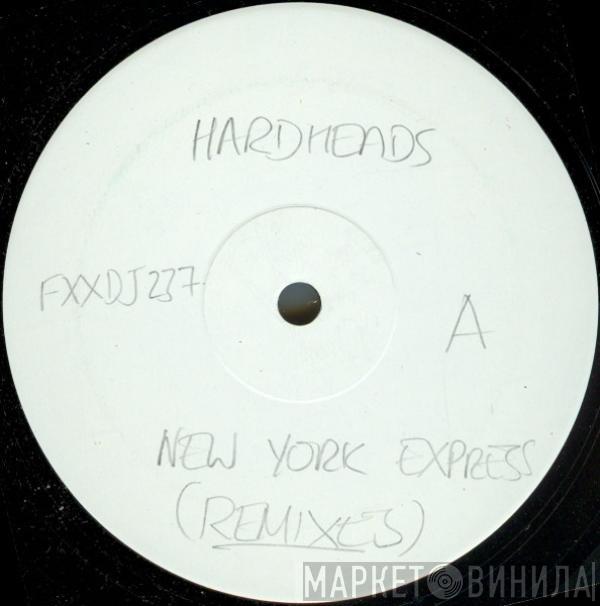 HARDHEADS
FXXDJ237
A
NEW YORK EXPRESS
(REMIXES)
МАРКЕТ ВИНИЛА